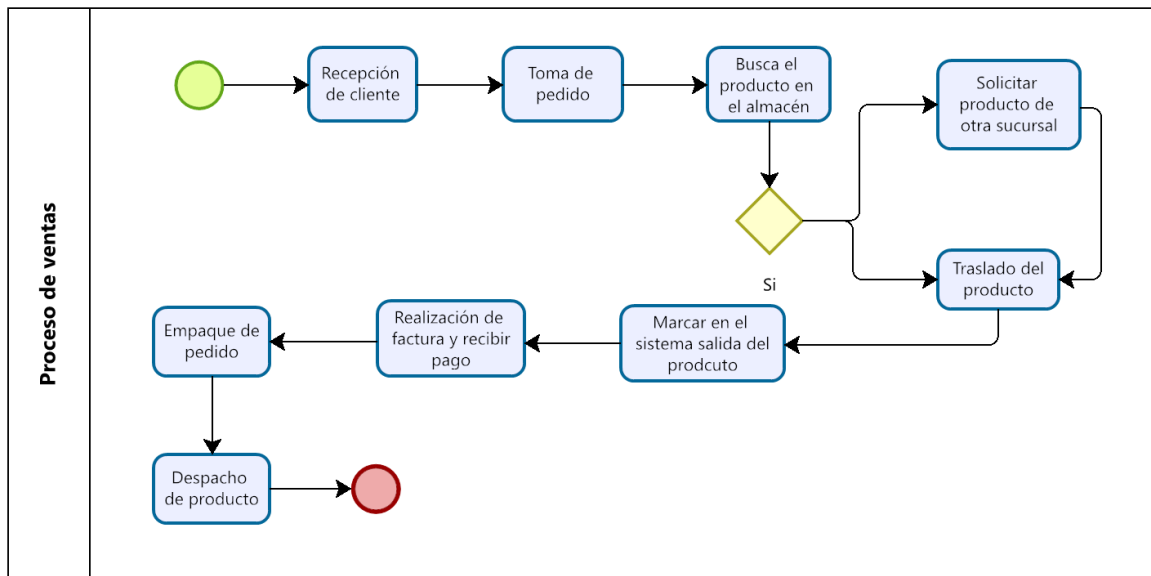 Proceso de ventas
Recepción
de cliente
Toma de
pedido
Busca el
producto en
el almacén
Solicitar
producto de
otra sucursal
Si
Traslado del
producto
Marcar en el
sistema salida del
prodcuto
Realización de
factura y recibir
pago
Empaque de
pedido
Despacho
de producto